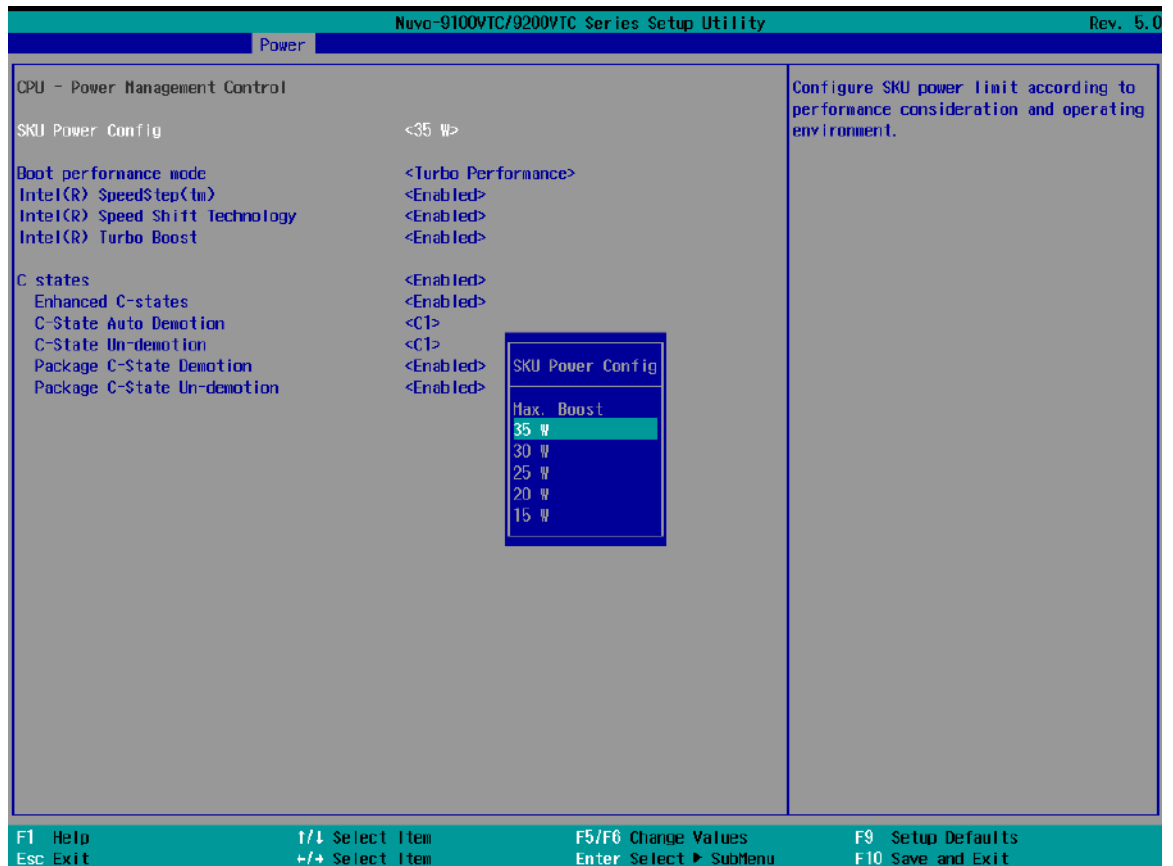 Nuvo-9100VTC/9200VTC Series Setup Utility Rev. 5.0
Power
CPU - Power Management Control
SKU Power Config <35 W>
Boot performance mode <Turbo Performance>
Intel(R) SpeedStep(tm) <Enabled>
Intel(R) Speed Shift Technology <Enabled>
Intel(R) Turbo Boost <Enabled>
C states <Enabled>
Enhanced C-states <Enabled>
C-State Auto Demotion <C1>
C-State Un-demotion <C1>
Package C-State Demotion <Enabled>
Package C-State Un-demotion <Enabled>
SKU Power Config
Max. Boost
35 W
30 W
25 W
20 W
15 W
Configure SKU power limit according to
performance consideration and operating
environment.
F1 Help ↑/↓ Select Item F5/F6 Change Values F9 Setup Defaults
Esc Exit ←/→ Select Item Enter Select ▶ SubMenu F10 Save and Exit